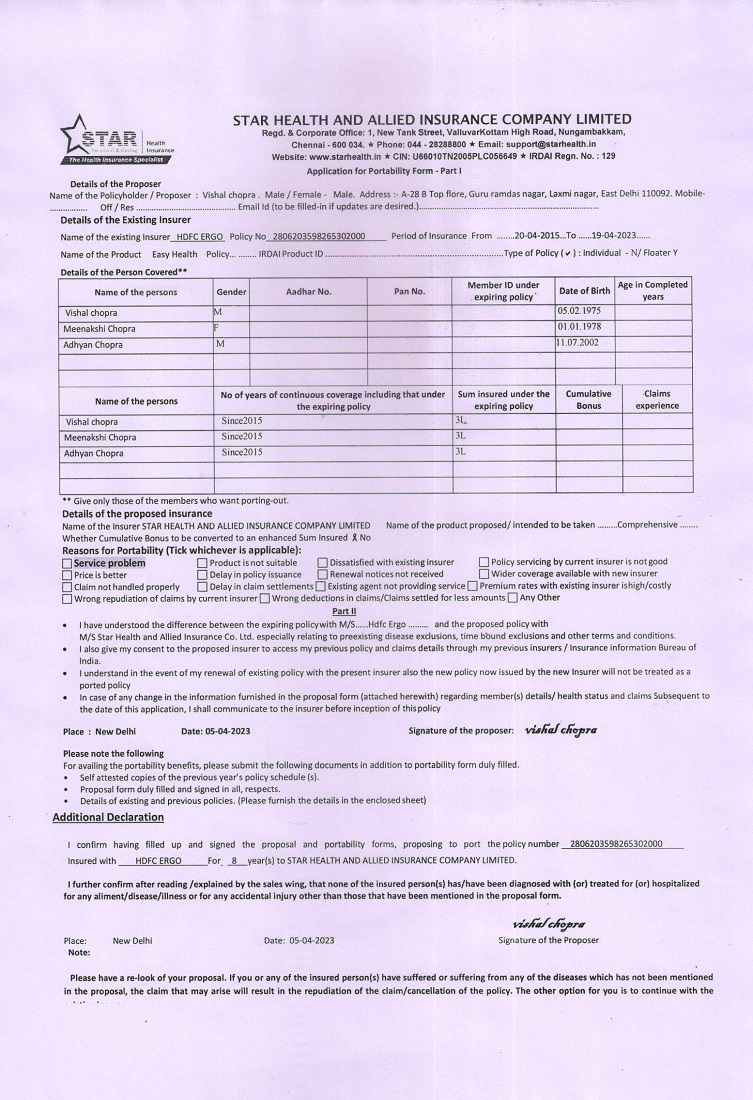 STAR HEALTH AND ALLIED INSURANCE COMPANY LIMITED
STAR Health Insurance
Personal & Caring
The Health Insurance Specialist
Regd. & Corporate Office: 1, New Tank Street, ValluvarKottam High Road, Nungambakkam,
Chennai - 600 034. ★ Phone: 044 - 28288800 ★ Email: support@starhealth.in
Website: www.starhealth.in ★ CIN: U66010TN2005PLC056649 ★ IRDAI Regn. No. : 129
Application for Portability Form - Part I
Details of the Proposer
Name of the Policyholder / Proposer : Vishal chopra . Male / Female - Male. Address :- A-28 B Top flore, Guru ramdas nagar, Laxmi nagar, East Delhi 110092. Mobile-
................ Off / Res ........................................ Email Id (to be filled-in if updates are desired.)......................................................................
Details of the Existing Insurer
Name of the existing Insurer HDFC ERGO Policy No 2806203598265302000 Period of Insurance From .......20-04-2015...To ......19-04-2023......
Name of the Product Easy Health Policy... ........ IRDAI Product ID ......................................................................Type of Policy (✓) : Individual - N/ Floater Y
Details of the Person Covered**
Name of the persons Gender Aadhar No. Pan No. Member ID under expiring policy Date of Birth Age in Completed years
Vishal chopra M 05.02.1975
Meenakshi Chopra F 01.01.1978
Adhyan Chopra M 11.07.2002
Name of the persons No of years of continuous coverage including that under the expiring policy Sum insured under the expiring policy Cumulative Bonus Claims experience
Vishal chopra Since2015 3L
Meenakshi Chopra Since2015 3L
Adhyan Chopra Since2015 3L
** Give only those of the members who want porting-out.
Details of the proposed insurance
Name of the Insurer STAR HEALTH AND ALLIED INSURANCE COMPANY LIMITED Name of the product proposed/ intended to be taken .........Comprehensive ........
Whether Cumulative Bonus to be converted to an enhanced Sum Insured No
Reasons for Portability (Tick whichever is applicable):
Service problem Product is not suitable Dissatisfied with existing insurer Policy servicing by current insurer is not good
Price is better Delay in policy issuance Renewal notices not received Wider coverage available with new insurer
Claim not handled properly Delay in claim settlements Existing agent not providing service Premium rates with existing insurer ishigh/costly
Wrong repudiation of claims by current insurer Wrong deductions in claims/Claims settled for less amounts Any Other
Part II
• I have understood the difference between the expiring policy with M/S......Hdfc Ergo ......... and the proposed policy with
M/S Star Health and Allied Insurance Co. Ltd. especially relating to preexisting disease exclusions, time bbund exclusions and other terms and conditions.
• I also give my consent to the proposed insurer to access my previous policy and claims details through my previous insurers / Insurance information Bureau of
India.
• I understand in the event of my renewal of existing policy with the present insurer also the new policy now issued by the new Insurer will not be treated as a
ported policy
• In case of any change in the information furnished in the proposal form (attached herewith) regarding member(s) details/ health status and claims Subsequent to
the date of this application, I shall communicate to the insurer before inception of this policy
Place : New Delhi Date: 05-04-2023 Signature of the proposer: vishal chopra
Please note the following
For availing the portability benefits, please submit the following documents in addition to portability form duly filled.
• Self attested copies of the previous year's policy schedule (s).
• Proposal form duly filled and signed in all, respects.
• Details of existing and previous policies. (Please furnish the details in the enclosed sheet)
Additional Declaration
I confirm having filled up and signed the proposal and portability forms, proposing to port the policy number 2806203598265302000
Insured with HDFC ERGO For 8 year(s) to STAR HEALTH AND ALLIED INSURANCE COMPANY LIMITED.
I further confirm after reading /explained by the sales wing, that none of the insured person(s) has/have been diagnosed with (or) treated for (or) hospitalized
for any aliment/disease/illness or for any accidental injury other than those that have been mentioned in the proposal form.
vishal chopra
Place: New Delhi Date: 05-04-2023 Signature of the Proposer
Note:
Please have a re-look of your proposal. If you or any of the insured person(s) have suffered or suffering from any of the diseases which has not been mentioned
in the proposal, the claim that may arise will result in the repudiation of the claim/cancellation of the policy. The other option for you is to continue with the